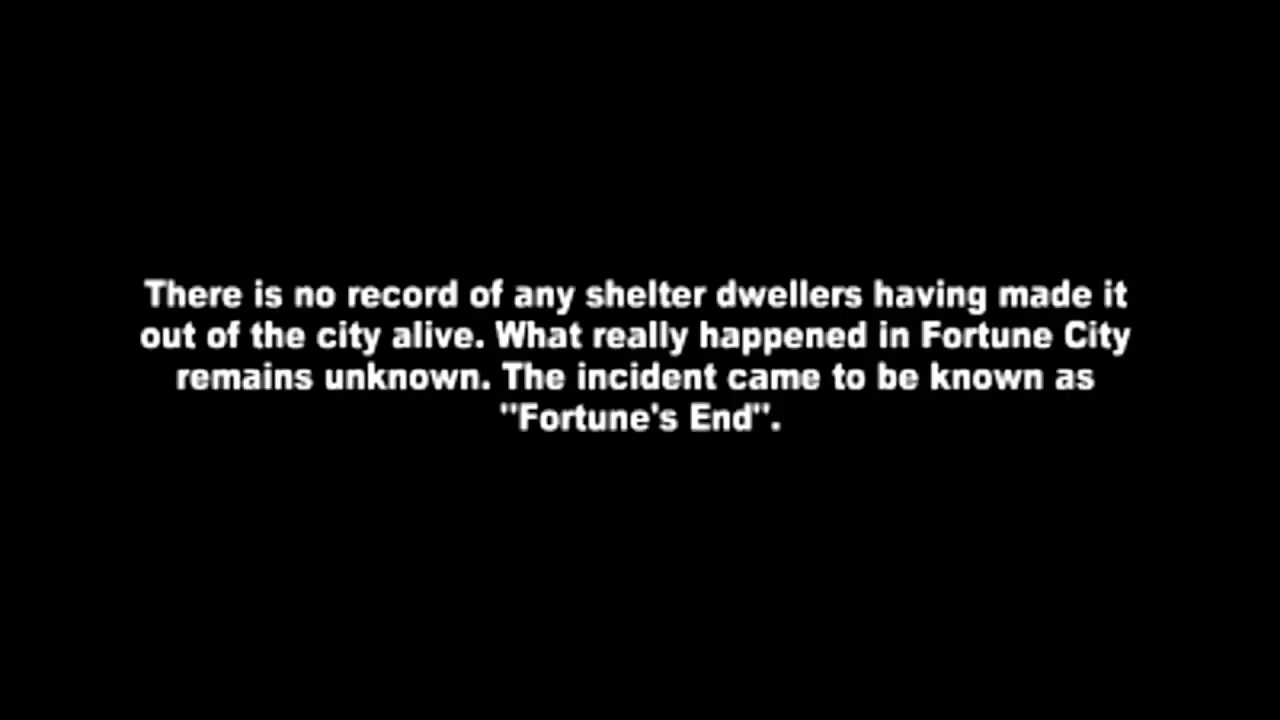 There is no record of any shelter dwellers having made it
out of the city alive. What really happened in Fortune City
remains unknown. The incident came to be known as
"Fortune's End".